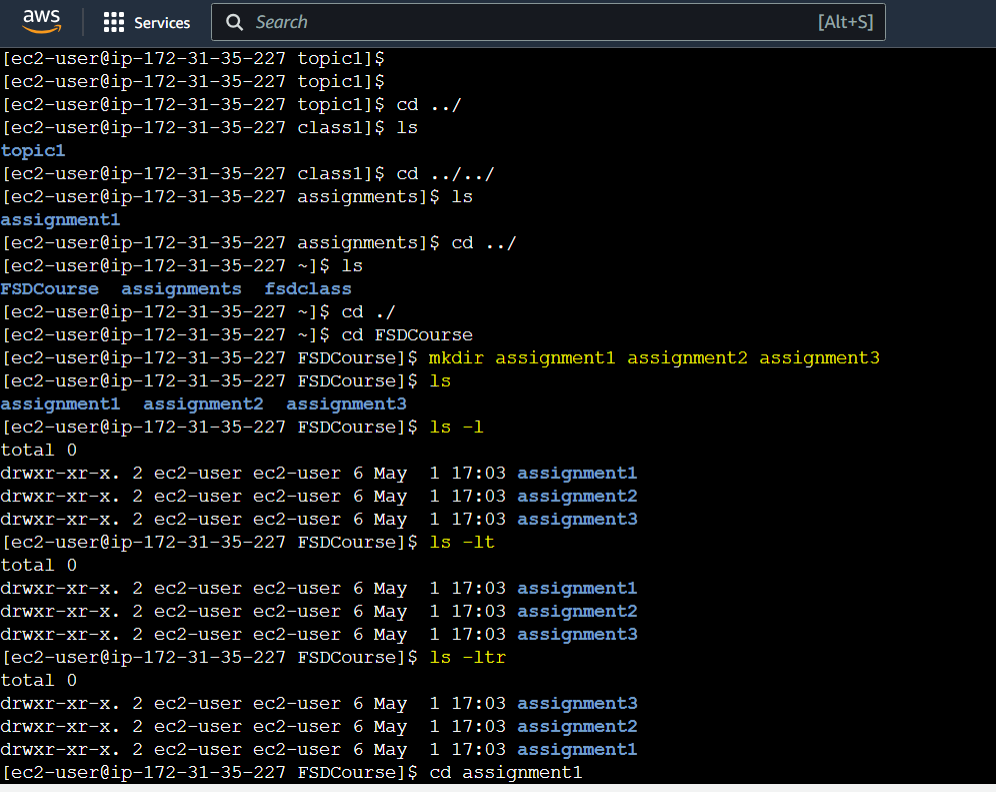 aws Services Search [Alt+S]
[ec2-user@ip-172-31-35-227 topic1]$
[ec2-user@ip-172-31-35-227 topic1]$
[ec2-user@ip-172-31-35-227 topic1]$ cd ../
[ec2-user@ip-172-31-35-227 class1]$ ls
topic1
[ec2-user@ip-172-31-35-227 class1]$ cd ../../
[ec2-user@ip-172-31-35-227 assignments]$ ls
assignment1
[ec2-user@ip-172-31-35-227 assignments]$ cd ../
[ec2-user@ip-172-31-35-227 ~]$ ls
FSDCourse  assignments  fsdclass
[ec2-user@ip-172-31-35-227 ~]$ cd ./
[ec2-user@ip-172-31-35-227 ~]$ cd FSDCourse
[ec2-user@ip-172-31-35-227 FSDCourse]$ mkdir assignment1 assignment2 assignment3
[ec2-user@ip-172-31-35-227 FSDCourse]$ ls
assignment1  assignment2  assignment3
[ec2-user@ip-172-31-35-227 FSDCourse]$ ls -l
total 0
drwxr-xr-x. 2 ec2-user ec2-user 6 May  1 17:03 assignment1
drwxr-xr-x. 2 ec2-user ec2-user 6 May  1 17:03 assignment2
drwxr-xr-x. 2 ec2-user ec2-user 6 May  1 17:03 assignment3
[ec2-user@ip-172-31-35-227 FSDCourse]$ ls -lt
total 0
drwxr-xr-x. 2 ec2-user ec2-user 6 May  1 17:03 assignment1
drwxr-xr-x. 2 ec2-user ec2-user 6 May  1 17:03 assignment2
drwxr-xr-x. 2 ec2-user ec2-user 6 May  1 17:03 assignment3
[ec2-user@ip-172-31-35-227 FSDCourse]$ ls -ltr
total 0
drwxr-xr-x. 2 ec2-user ec2-user 6 May  1 17:03 assignment3
drwxr-xr-x. 2 ec2-user ec2-user 6 May  1 17:03 assignment2
drwxr-xr-x. 2 ec2-user ec2-user 6 May  1 17:03 assignment1
[ec2-user@ip-172-31-35-227 FSDCourse]$ cd assignment1